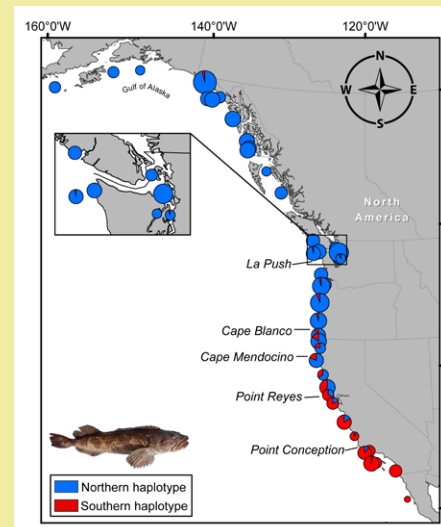 160°0'W
140°0'W
120°0'W
Gulf of Alaska
N
W
E
S
North
America
La Push
Cape Blanco
Cape Mendocino
Point Reyes
Point Conception
Northern haplotype
Southern haplotype